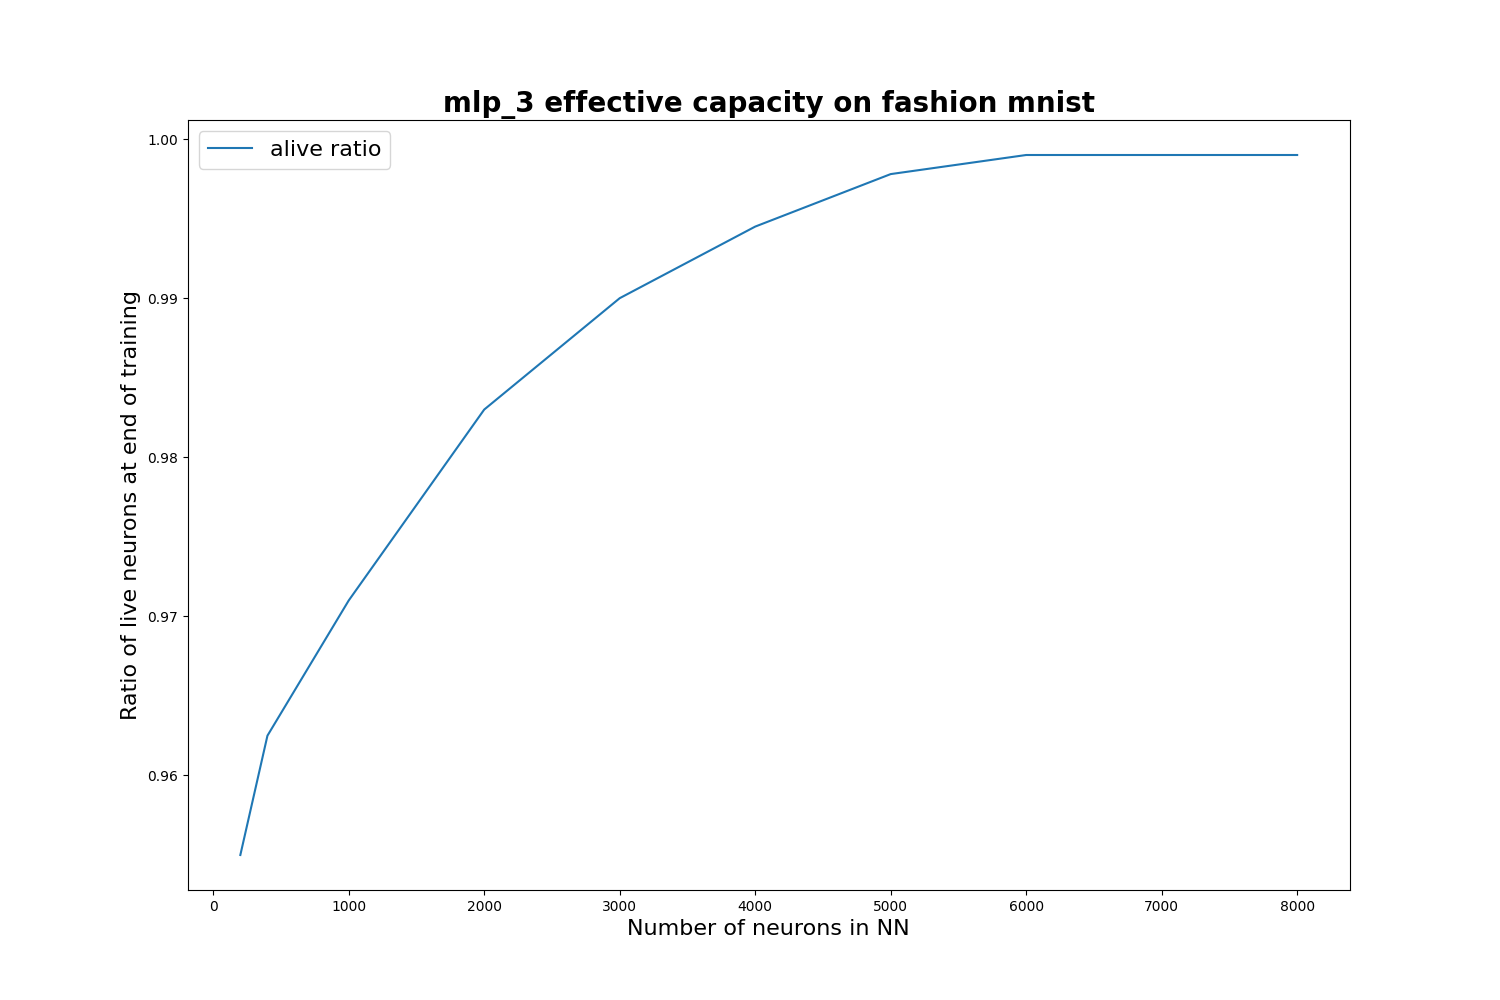 mlp_3 effective capacity on fashion mnist
alive ratio
1.00
0.99
0.98
0.97
0.96
Ratio of live neurons at end of training
0 1000 2000 3000 4000 5000 6000 7000 8000
Number of neurons in NN